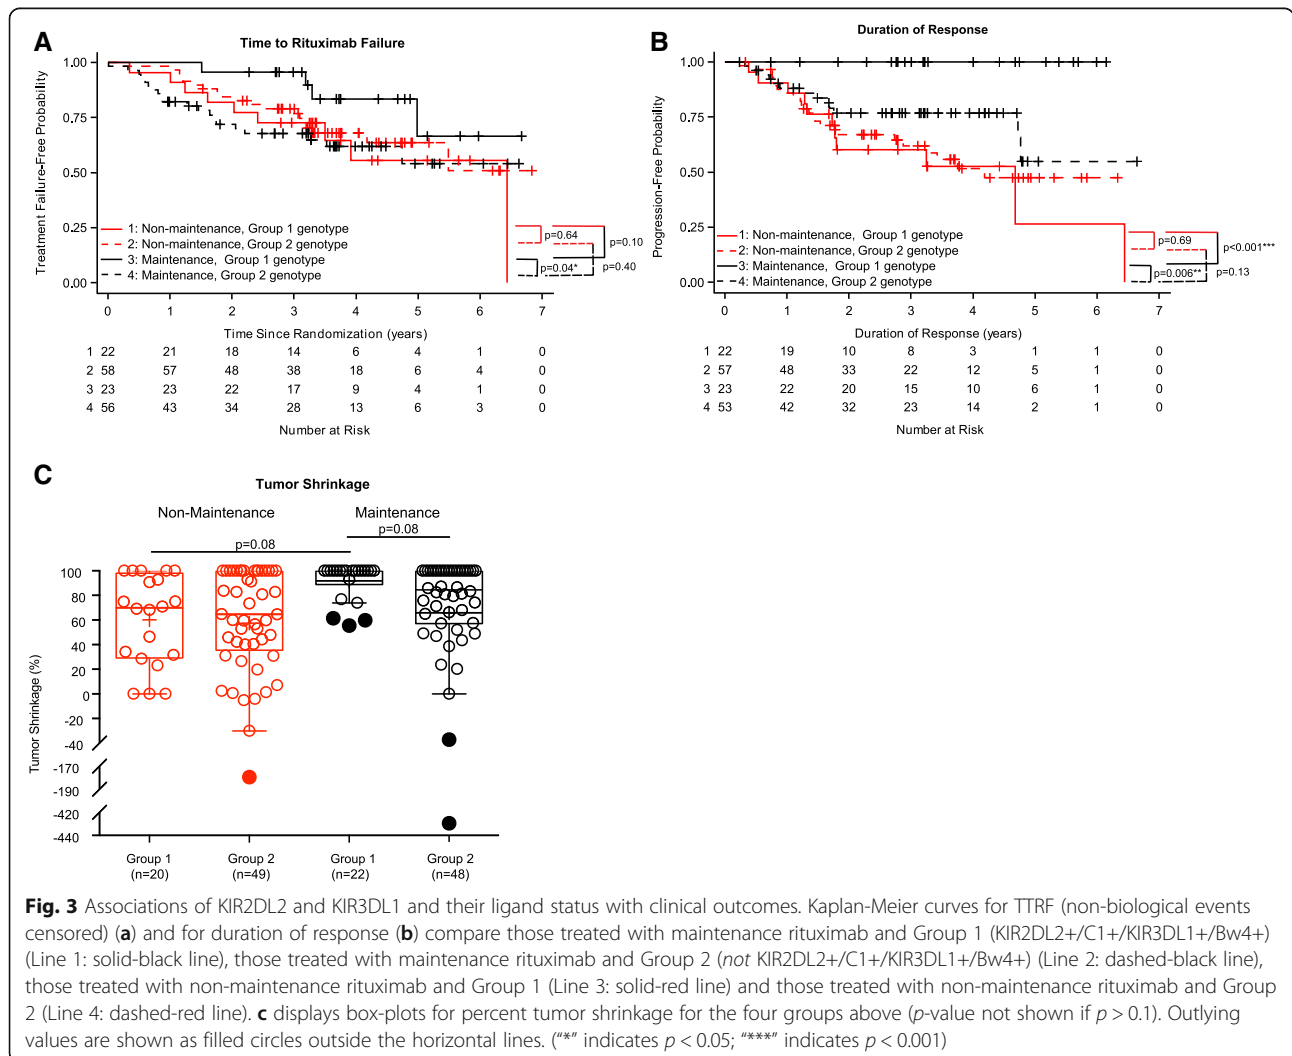 A
Time to Rituximab Failure
Treatment Failure-Free Probability
1.00
0.75
0.50
0.25
0.00
1: Non-maintenance, Group 1 genotype
2: Non-maintenance, Group 2 genotype
3: Maintenance, Group 1 genotype
4: Maintenance, Group 2 genotype
p=0.64
p=0.10
p=0.04*
p=0.40
0 1 2 3 4 5 6 7
Time Since Randomization (years)
1 22 21 18 14 6 4 1 0
2 58 57 48 38 18 6 4 0
3 23 23 22 17 9 4 1 0
4 56 43 34 28 13 6 3 0
Number at Risk
B
Duration of Response
Progression-Free Probability
1.00
0.75
0.50
0.25
0.00
1: Non-maintenance, Group 1 genotype
2: Non-maintenance, Group 2 genotype
3: Maintenance, Group 1 genotype
4: Maintenance, Group 2 genotype
p=0.69
p<0.001***
p=0.006**
p=0.13
0 1 2 3 4 5 6 7
Duration of Response (years)
1 22 19 10 8 3 1 1 0
2 57 48 33 22 12 5 1 0
3 23 22 20 15 10 6 1 0
4 53 42 32 23 14 2 1 0
Number at Risk
C
Tumor Shrinkage
Non-Maintenance Maintenance
p=0.08
p=0.08
Tumor Shrinkage (%)
100
80
60
40
20
0
-20
-40
-170
-190
-420
-440
Group 1 Group 2 Group 1 Group 2
(n=20) (n=49) (n=22) (n=48)
Fig. 3 Associations of KIR2DL2 and KIR3DL1 and their ligand status with clinical outcomes. Kaplan-Meier curves for TTRF (non-biological events
censored) (a) and for duration of response (b) compare those treated with maintenance rituximab and Group 1 (KIR2DL2+/C1+/KIR3DL1+/Bw4+)
(Line 1: solid-black line), those treated with maintenance rituximab and Group 2 (not KIR2DL2+/C1+/KIR3DL1+/Bw4+) (Line 2: dashed-black line),
those treated with non-maintenance rituximab and Group 1 (Line 3: solid-red line) and those treated with non-maintenance rituximab and Group
2 (Line 4: dashed-red line). c displays box-plots for percent tumor shrinkage for the four groups above (p-value not shown if p > 0.1). Outlying
values are shown as filled circles outside the horizontal lines. (“*” indicates p < 0.05; “***” indicates p < 0.001)